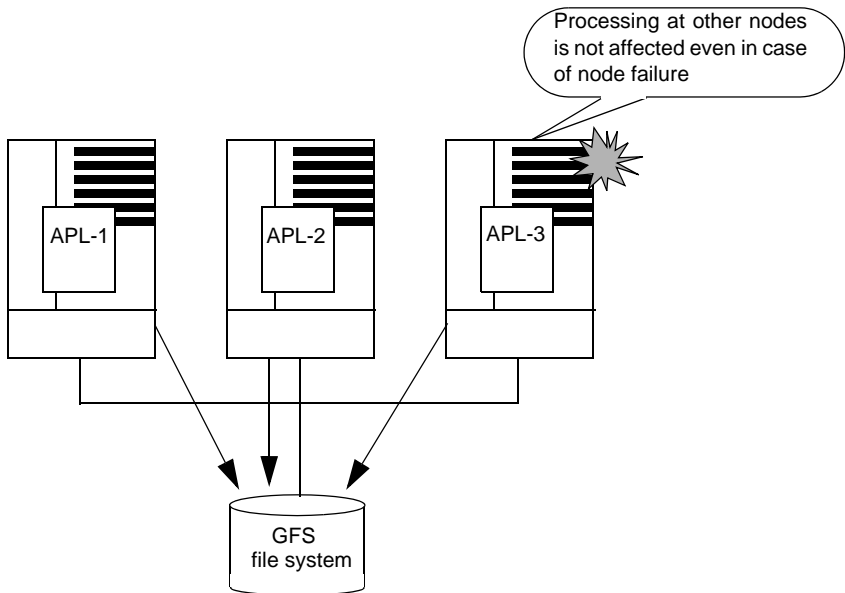 Processing at other nodes
is not affected even in case
of node failure
APL-1
APL-2
APL-3
GFS
file system